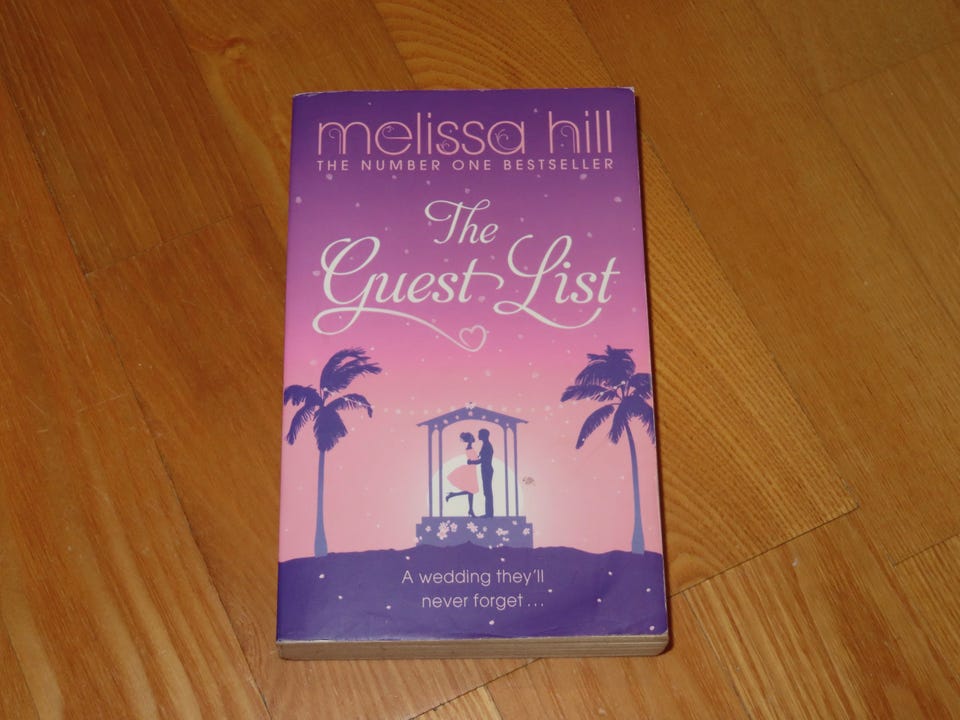 melissa hill
THE NUMBER ONE BESTSELLER
The
Guest List
A wedding they'll
never forget...